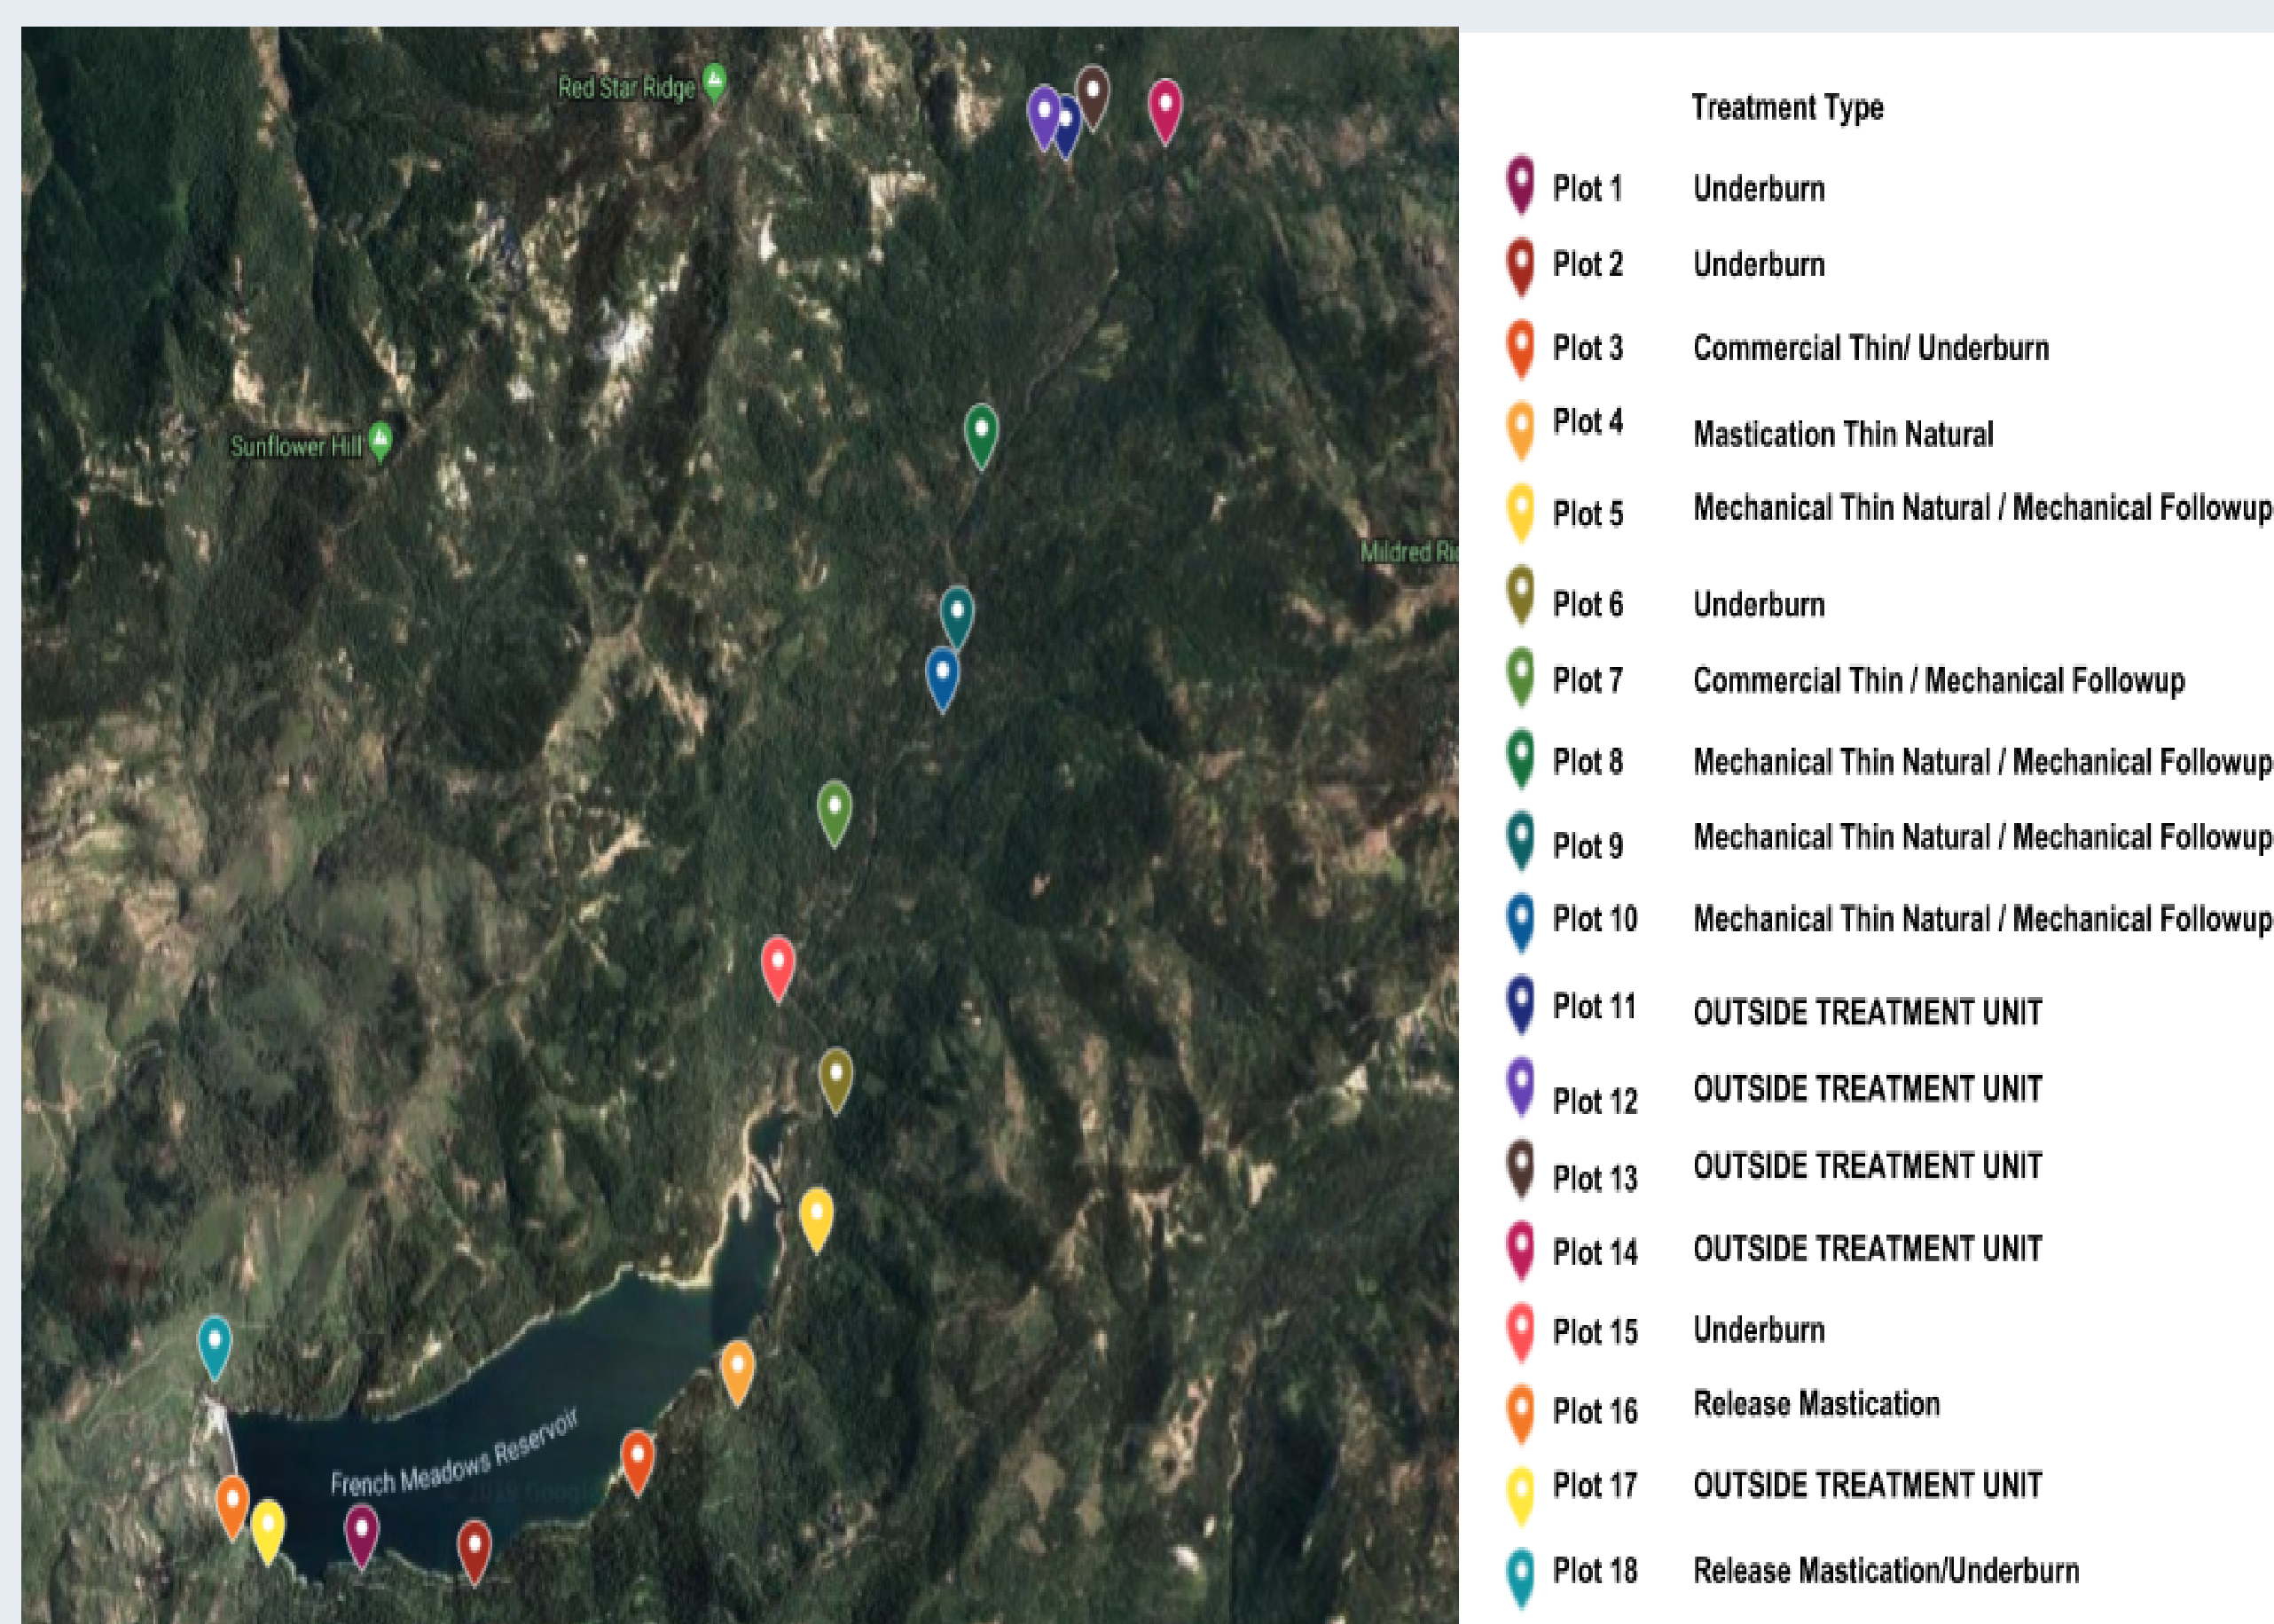 Red Star Ridge
Sunflower Hill
Mildred Ri
French Meadows Reservoir
Treatment Type
Plot 1 Underburn
Plot 2 Underburn
Plot 3 Commercial Thin/ Underburn
Plot 4 Mastication Thin Natural
Plot 5 Mechanical Thin Natural / Mechanical Followup
Plot 6 Underburn
Plot 7 Commercial Thin / Mechanical Followup
Plot 8 Mechanical Thin Natural / Mechanical Followup
Plot 9 Mechanical Thin Natural / Mechanical Followup
Plot 10 Mechanical Thin Natural / Mechanical Followup
Plot 11 OUTSIDE TREATMENT UNIT
Plot 12 OUTSIDE TREATMENT UNIT
Plot 13 OUTSIDE TREATMENT UNIT
Plot 14 OUTSIDE TREATMENT UNIT
Plot 15 Underburn
Plot 16 Release Mastication
Plot 17 OUTSIDE TREATMENT UNIT
Plot 18 Release Mastication/Underburn